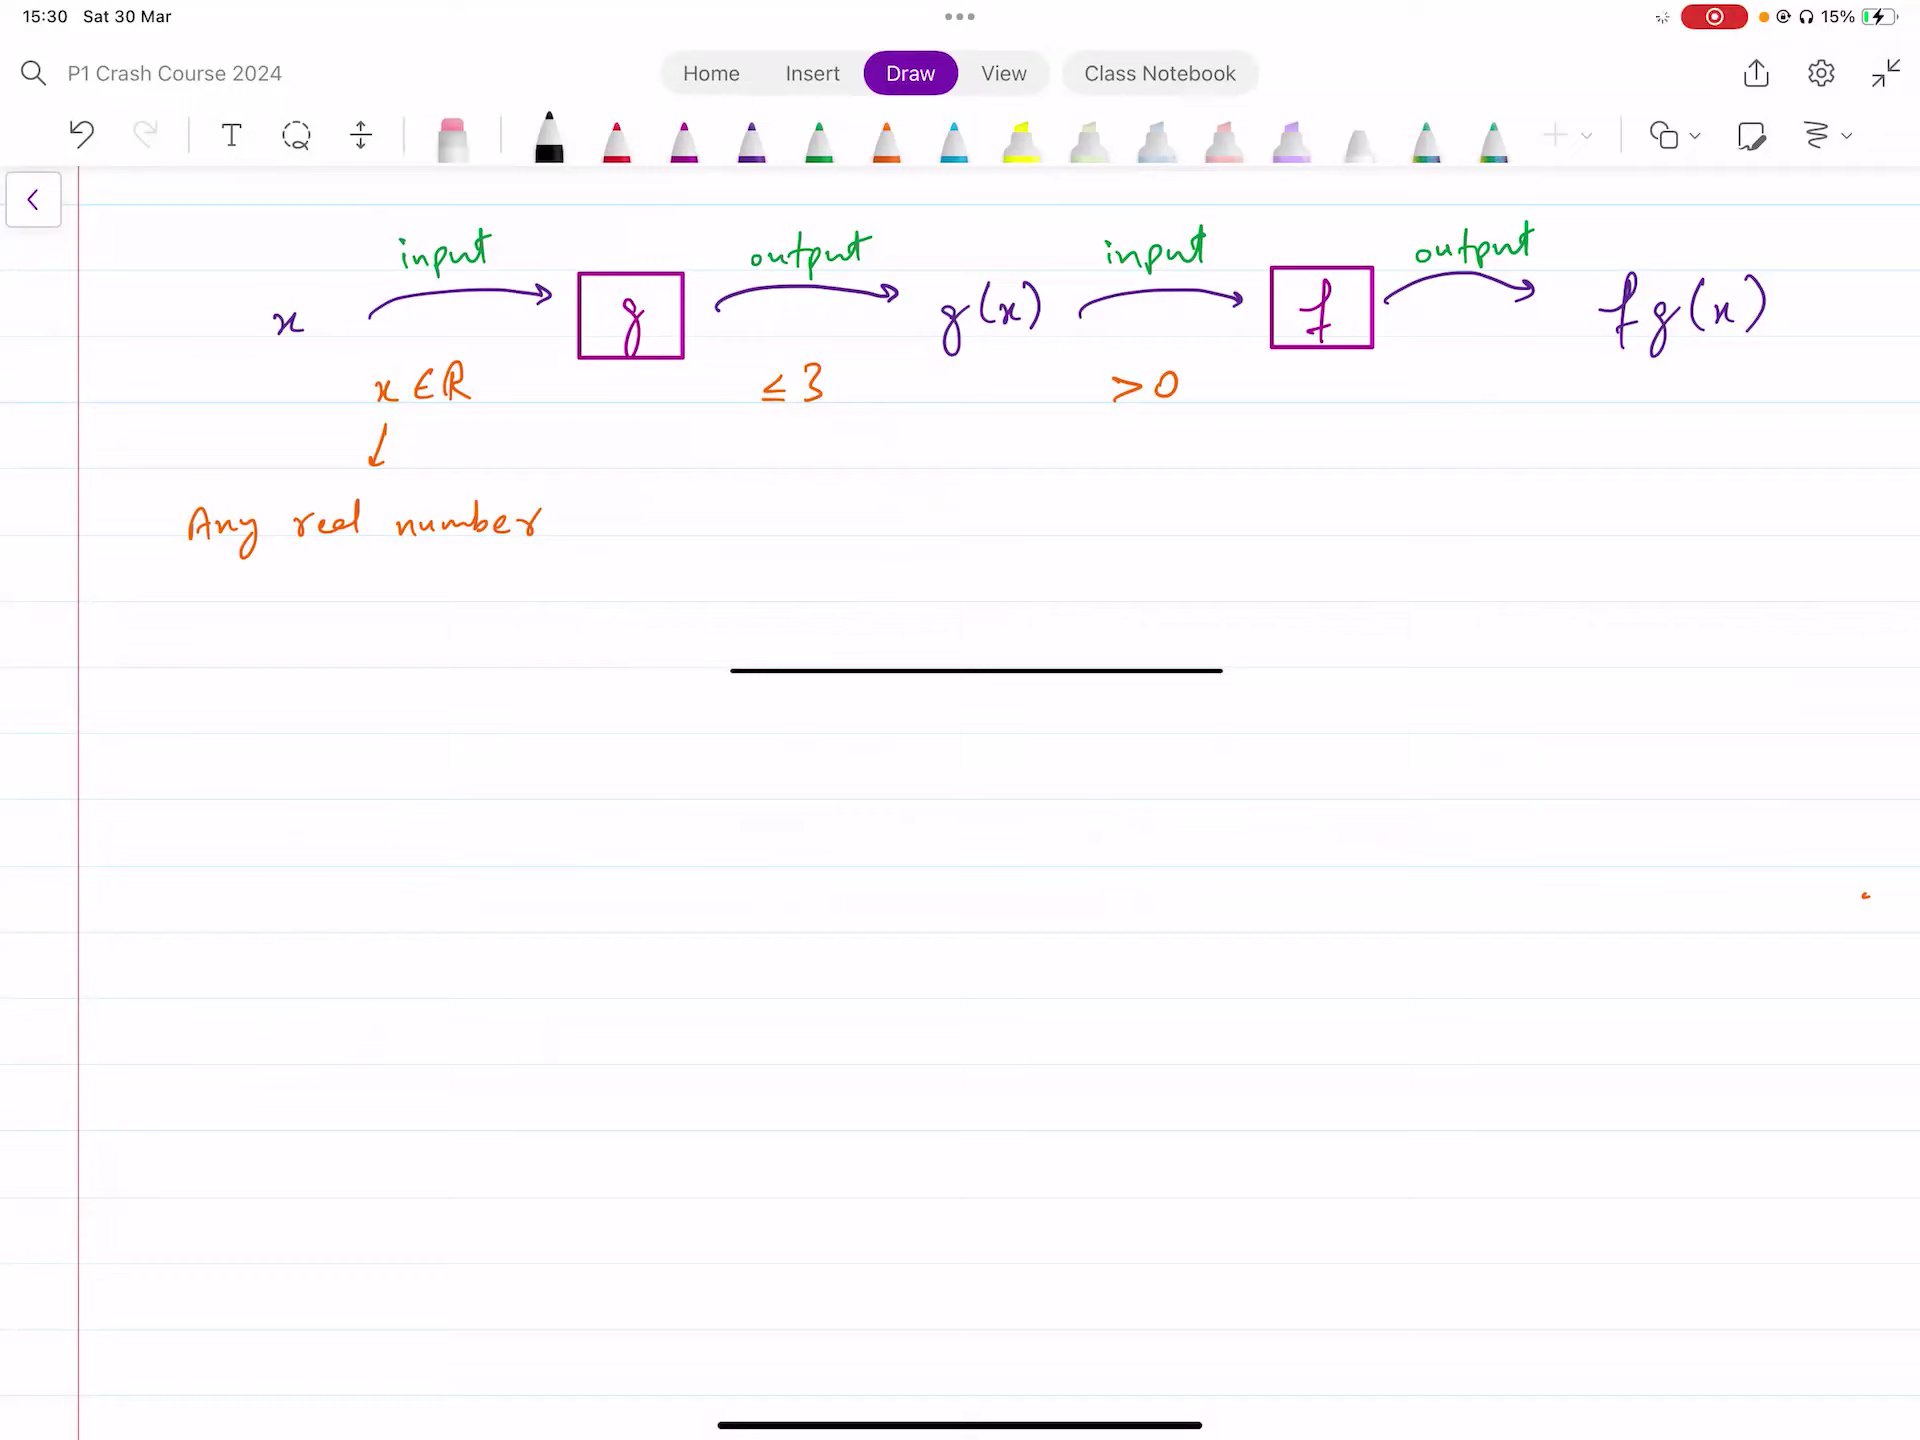 15:30 Sat 30 Mar 15%
P1 Crash Course 2024 Home Insert Draw View Class Notebook
T
input output input output
x g g(x) f fg(x)
x ∈ ℝ ≤ 3 > 0
Any real number